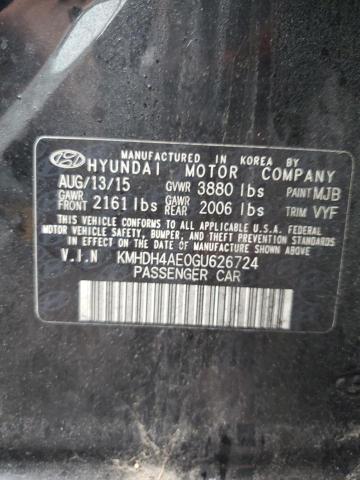 MANUFACTURED IN KOREA BY
HYUNDAI MOTOR COMPANY
AUG/13/15 GVWR 3880 lbs PAINT MJB
GAWR FRONT 2161 lbs GAWR REAR 2006 lbs TRIM VYF
THIS VEHICLE CONFORMS TO ALL APPLICABLE U.S.A. FEDERAL
MOTOR VEHICLE SAFETY, BUMPER, AND THEFT PREVENTION
STANDARDS IN EFFECT ON THE DATE OF MANUFACTURE SHOWN ABOVE.
V.I.N KMHDH4AE0GU626724
PASSENGER CAR